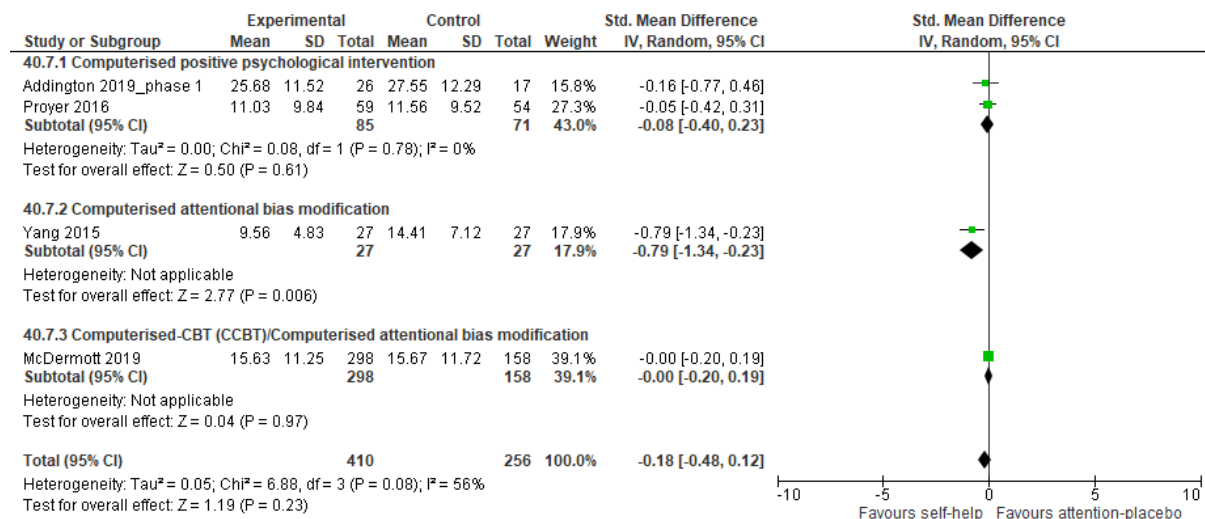 Experimental Control Std. Mean Difference Std. Mean Difference
Study or Subgroup Mean SD Total Mean SD Total Weight IV, Random, 95% CI IV, Random, 95% CI
40.7.1 Computerised positive psychological intervention
Addington 2019_phase 1 25.68 11.52 26 27.55 12.29 17 15.8% -0.16 [-0.77, 0.46]
Proyer 2016 11.03 9.84 59 11.56 9.52 54 27.3% -0.05 [-0.42, 0.31]
Subtotal (95% CI) 85 71 43.0% -0.08 [-0.40, 0.23]
Heterogeneity: Tau² = 0.00; Chi² = 0.08, df = 1 (P = 0.78); I² = 0%
Test for overall effect: Z = 0.50 (P = 0.61)
40.7.2 Computerised attentional bias modification
Yang 2015 9.56 4.83 27 14.41 7.12 27 17.9% -0.79 [-1.34, -0.23]
Subtotal (95% CI) 27 27 17.9% -0.79 [-1.34, -0.23]
Heterogeneity: Not applicable
Test for overall effect: Z = 2.77 (P = 0.006)
40.7.3 Computerised-CBT (CCBT)/Computerised attentional bias modification
McDermott 2019 15.63 11.25 298 15.67 11.72 158 39.1% -0.00 [-0.20, 0.19]
Subtotal (95% CI) 298 158 39.1% -0.00 [-0.20, 0.19]
Heterogeneity: Not applicable
Test for overall effect: Z = 0.04 (P = 0.97)
Total (95% CI) 410 256 100.0% -0.18 [-0.48, 0.12]
Heterogeneity: Tau² = 0.05; Chi² = 6.88, df = 3 (P = 0.08); I² = 56%
Test for overall effect: Z = 1.19 (P = 0.23)
-10 -5 0 5 10
Favours self-help Favours attention-placebo